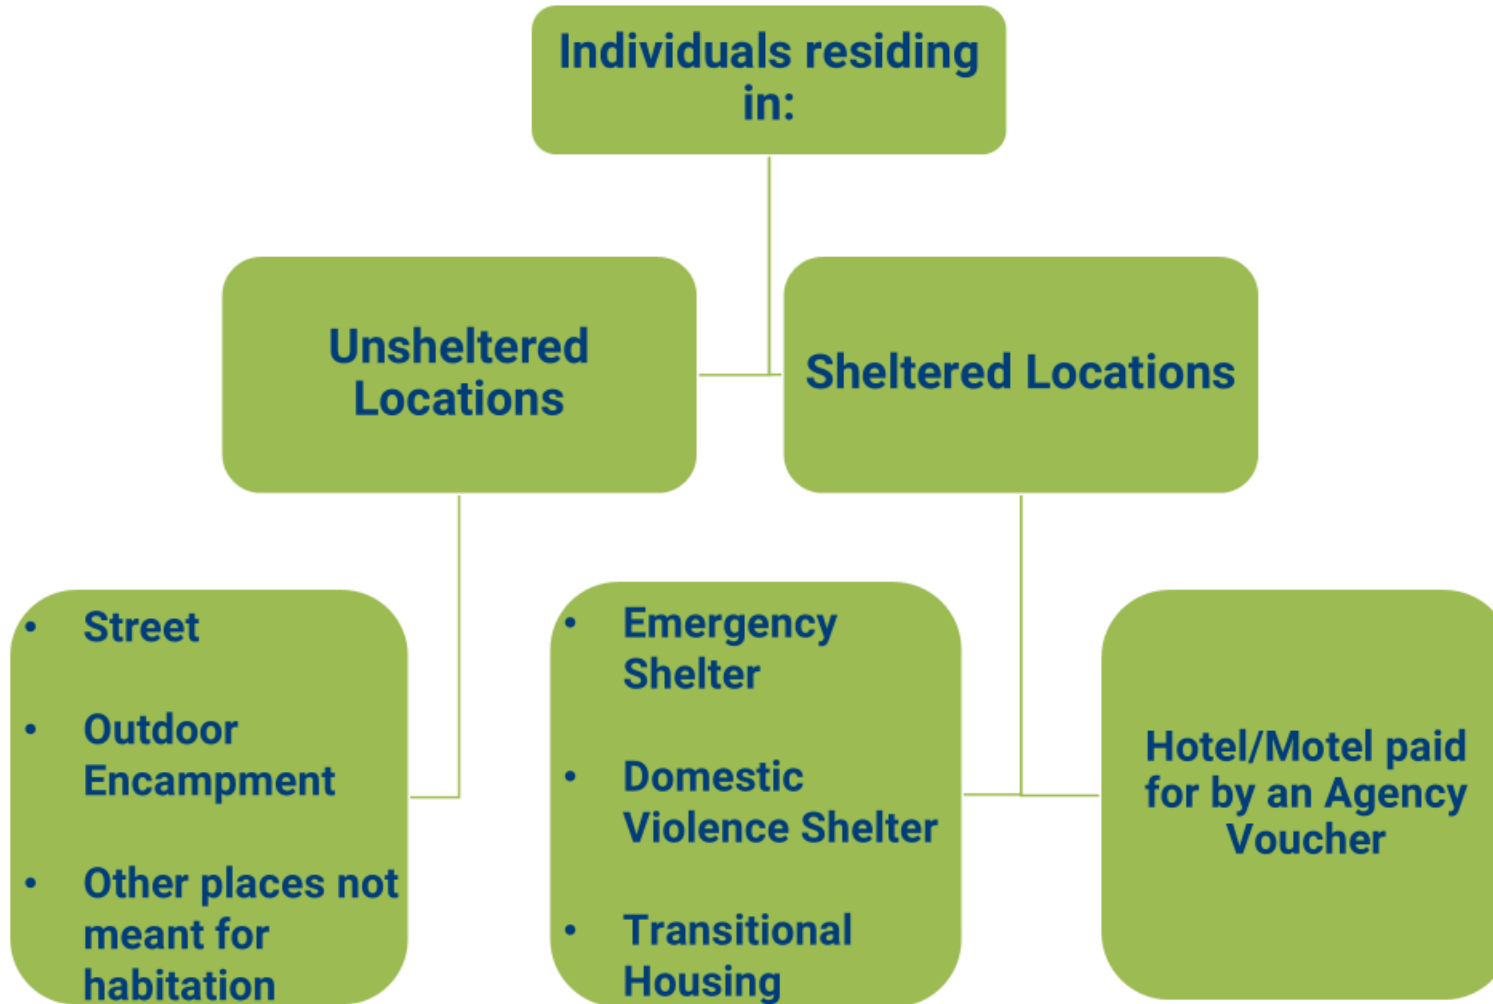 Individuals residing
in:
Unsheltered
Locations
Sheltered Locations
• Street
• Outdoor
Encampment
• Other places not
meant for
habitation
• Emergency
Shelter
• Domestic
Violence Shelter
• Transitional
Housing
Hotel/Motel paid
for by an Agency
Voucher